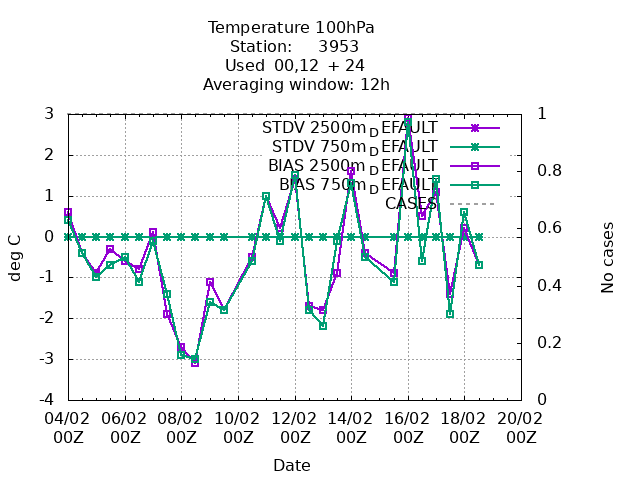 Temperature 100hPa
Station: 3953
Used 00,12 + 24
Averaging window: 12h
STDV 2500m_DEFAULT
STDV 750m_DEFAULT
BIAS 2500m_DEFAULT
BIAS 750m_DEFAULT
CASES
3
2
1
0
-1
-2
-3
-4
deg C
1
0.8
0.6
0.4
0.2
0
No cases
04/02 06/02 08/02 10/02 12/02 14/02 16/02 18/02 20/02
00Z 00Z 00Z 00Z 00Z 00Z 00Z 00Z 00Z
Date